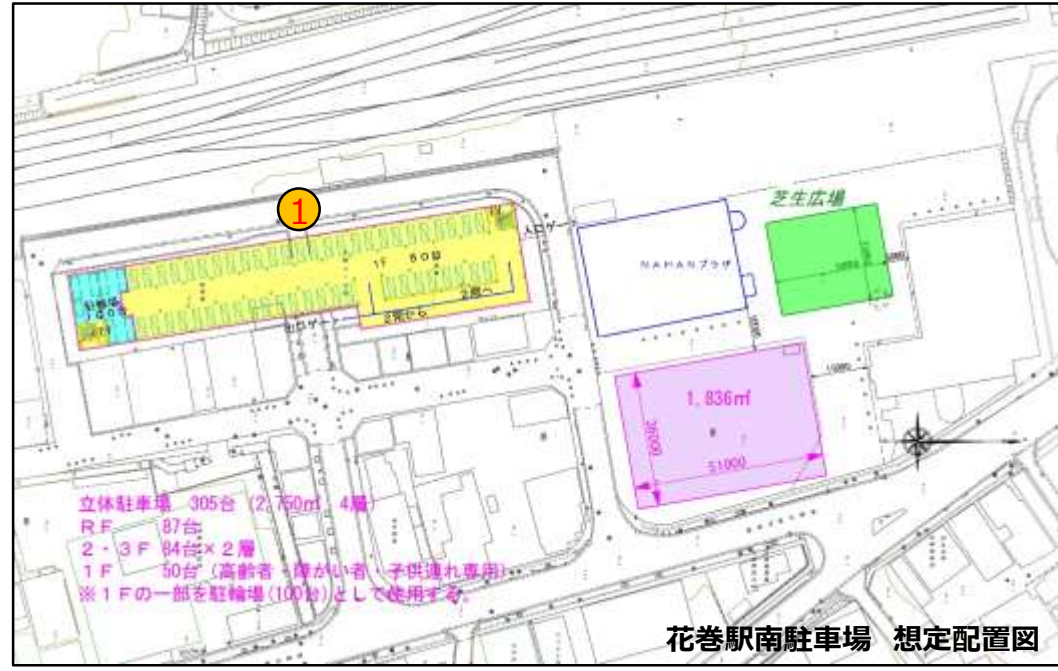 ①
芝生広場
入口ゲート
NAHANプラザ
1F 50台
2階へ
2階から
出口ゲート
1,836㎡
36000
51000
立体駐車場 305台 (2,750㎡ 4層)
RF 87台
2・3F 84台×2層
1F 50台 (高齢者・障がい者・子供連れ専用)
※1Fの一部を駐輪場(100台)として使用する。
花巻駅南駐車場 想定配置図